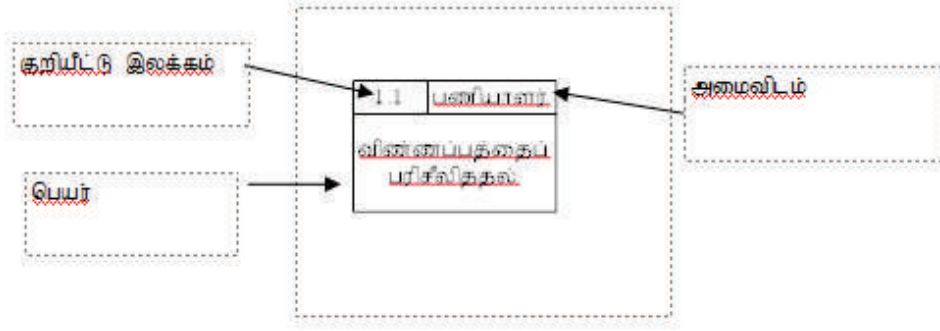 குறியீட்டு இலக்கம்
1.1 பணியாளர்
அமைவிடம்
விண்ணப்பத்தைப்
பரிசீலித்தல்
பெயர்